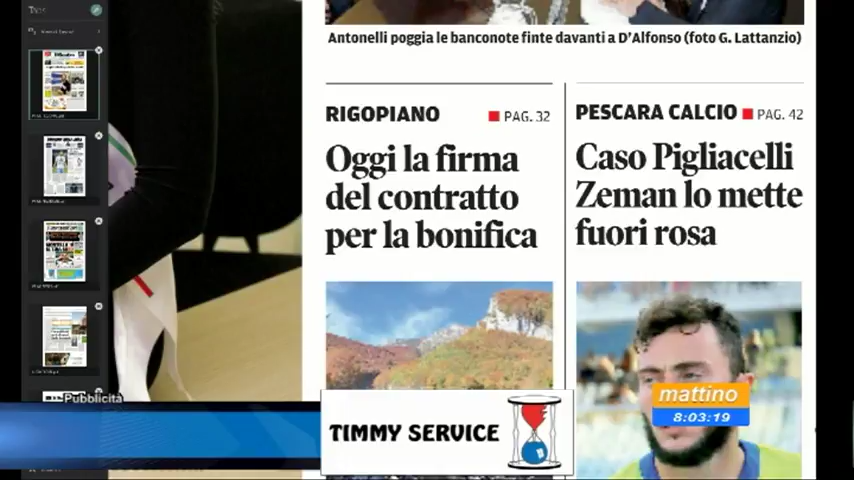 Antonelli poggia le banconote finte davanti a D'Alfonso (foto G. Lattanzio)
RIGOPIANO
PAG. 32
PESCARA CALCIO
PAG. 42
Oggi la firma
del contratto
per la bonifica
Caso Pigliacelli
Zeman lo mette
fuori rosa
Pubblicità
TIMMY SERVICE
mattino
8:03:19